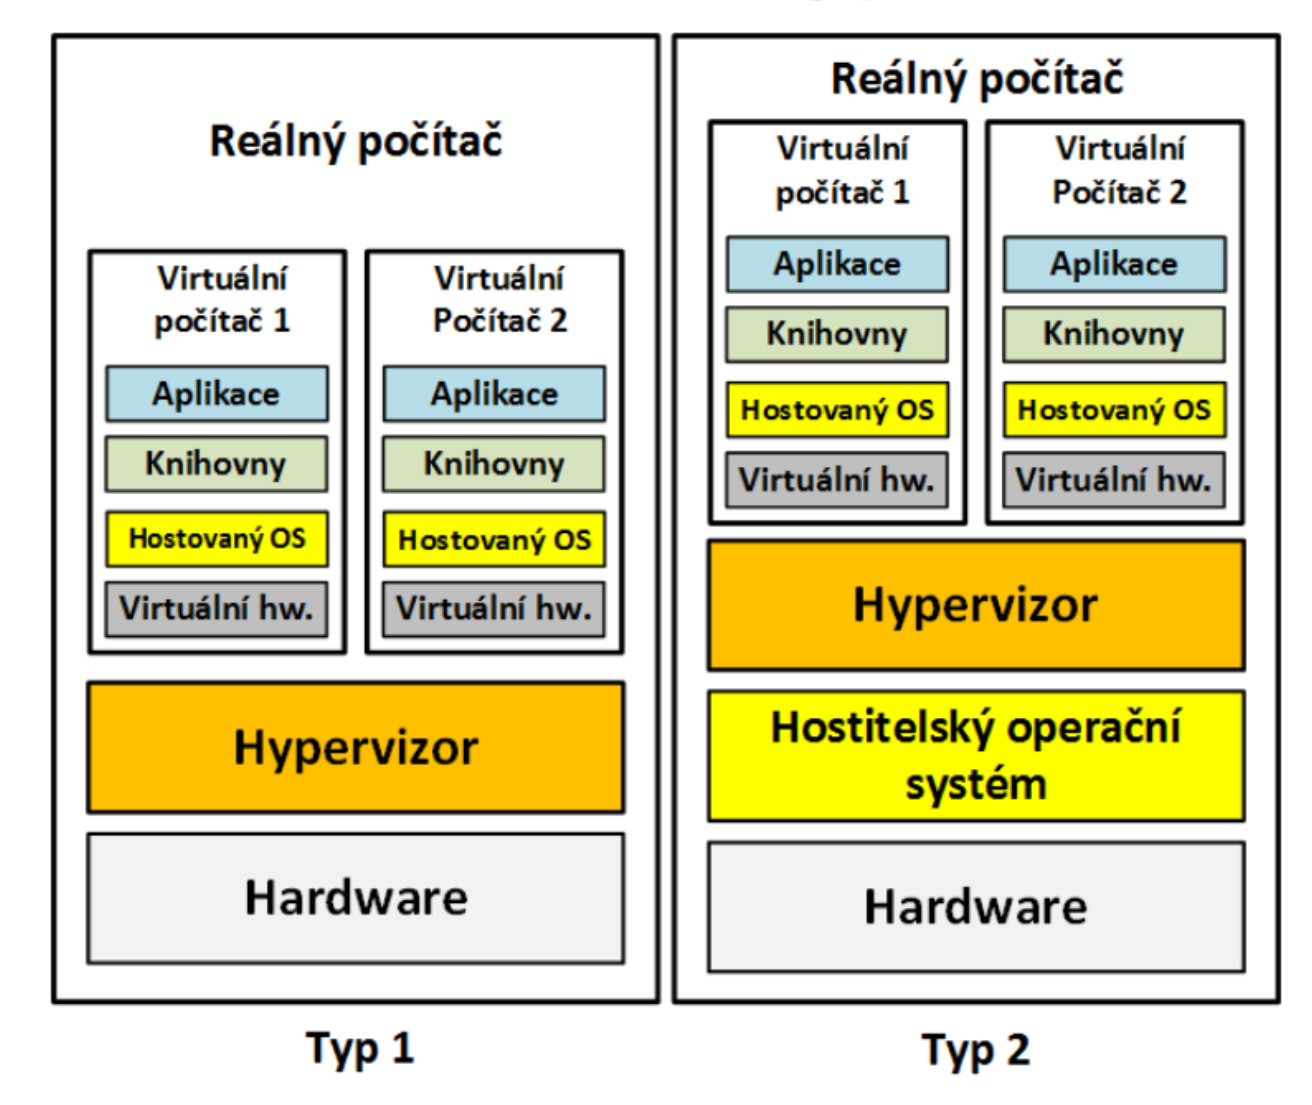 Reálný počítač
Virtuální
počítač 1
Aplikace
Knihovny
Hostovaný OS
Virtuální hw.
Virtuální
Počítač 2
Aplikace
Knihovny
Hostovaný OS
Virtuální hw.
Hypervizor
Hardware
Typ 1
Reálný počítač
Virtuální
počítač 1
Aplikace
Knihovny
Hostovaný OS
Virtuální hw.
Virtuální
Počítač 2
Aplikace
Knihovny
Hostovaný OS
Virtuální hw.
Hypervizor
Hostitelský operační
systém
Hardware
Typ 2